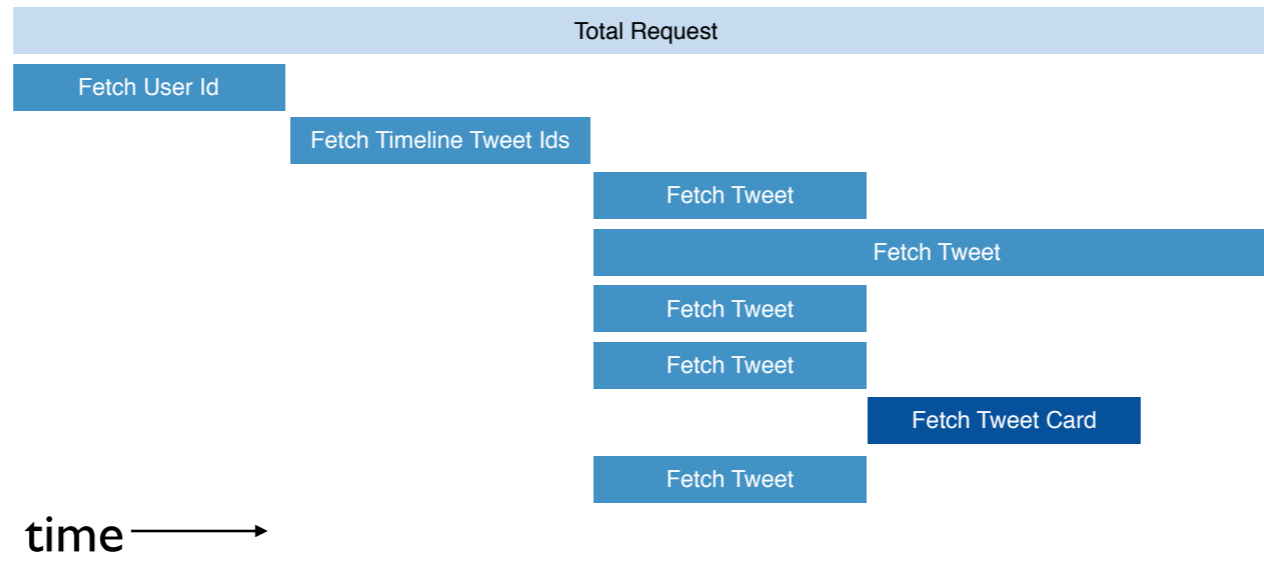 Total Request
Fetch User Id
Fetch Timeline Tweet Ids
Fetch Tweet
Fetch Tweet
Fetch Tweet
Fetch Tweet
Fetch Tweet Card
Fetch Tweet
time